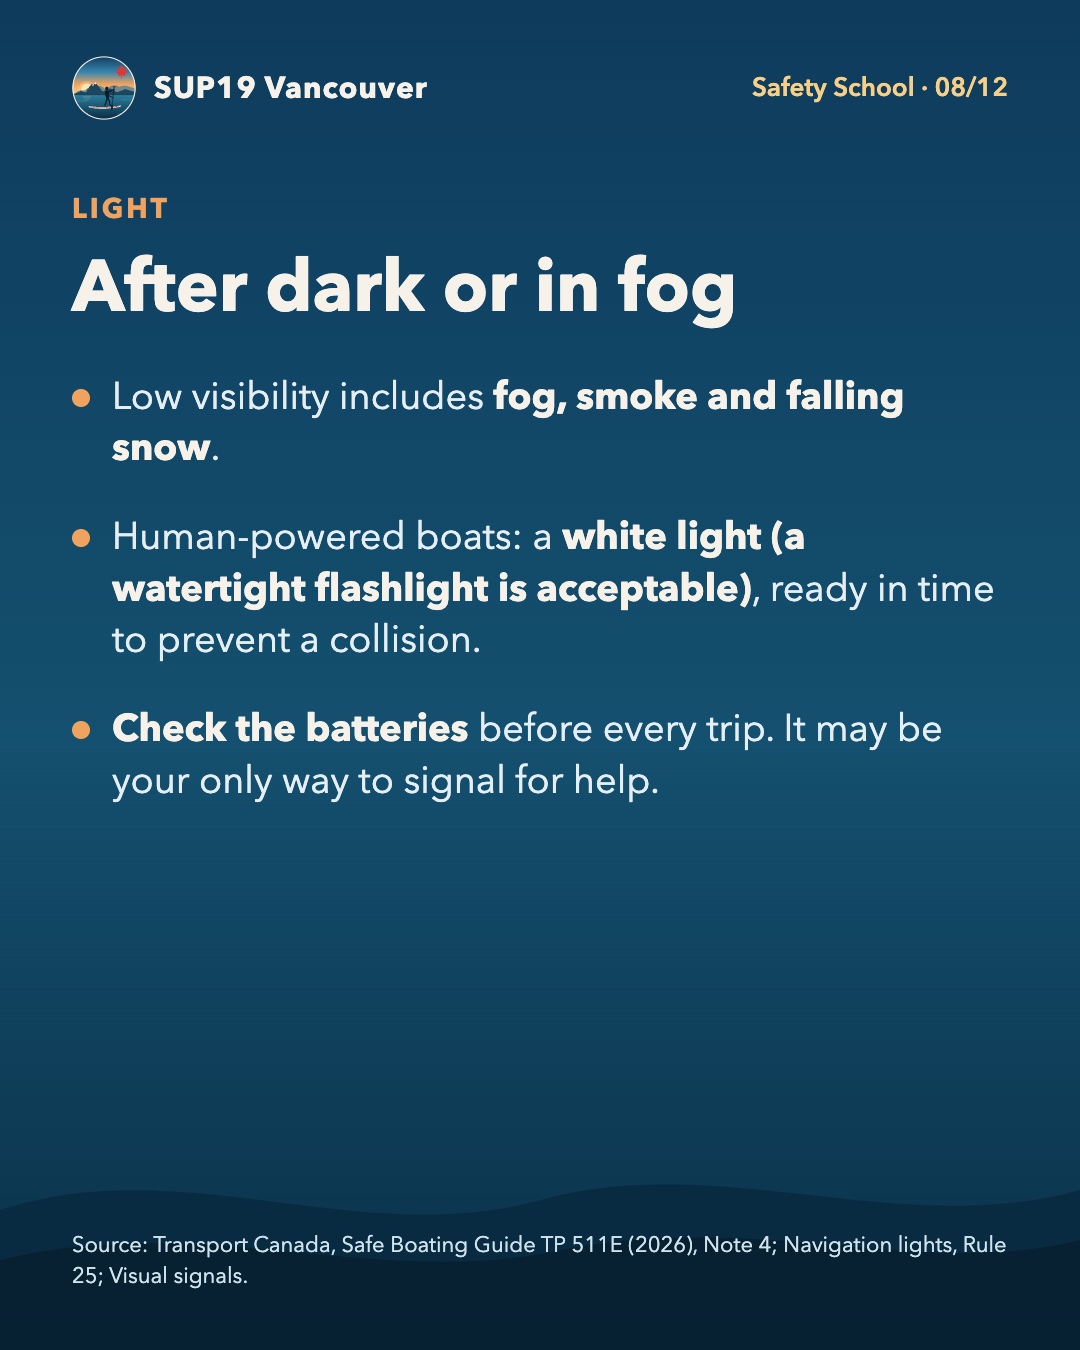 SUP19 Vancouver
Safety School · 08/12
LIGHT
After dark or in fog
Low visibility includes fog, smoke and falling
snow.
Human-powered boats: a white light (a
watertight flashlight is acceptable), ready in time
to prevent a collision.
Check the batteries before every trip. It may be
your only way to signal for help.
Source: Transport Canada, Safe Boating Guide TP 511E (2026), Note 4; Navigation lights, Rule
25; Visual signals.